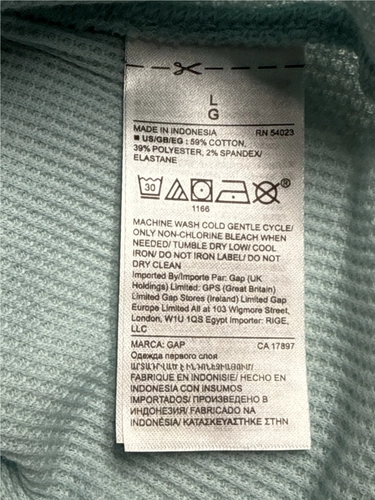 L
G
MADE IN INDONESIA RN 54023
■ US/GB/EG : 59% COTTON,
39% POLYESTER, 2% SPANDEX/
ELASTANE
30
1166
®
MACHINE WASH COLD GENTLE CYCLE/
ONLY NON-CHLORINE BLEACH WHEN
NEEDED/ TUMBLE DRY LOW/ COOL
IRON/ DO NOT IRON LABEL/ DO NOT
DRY CLEAN
Imported By/Importe Par: Gap (UK
Holdings) Limited: GPS (Great Britain)
Limited Gap Stores (Ireland) Limited Gap
Europe Limited All at 103 Wigmore Street,
London, W1U 1QS Egypt Importer: RIGE,
LLC
MARCA: GAP CA 17897
Одежда первого слоя
ԱՐՏԱԴՐՎԱԾ Է ԻՆԴՈՆԵԶԻԱՅՈՒՄ/
FABRIQUE EN INDONISIE/ HECHO EN
INDONESIA CON INSUMOS
IMPORTADOS/ ПРОИЗВЕДЕНО В
ИНДОНЕЗИЯ/ FABRICADO NA
INDONÉSIA/ ΚΑΤΑΣΚΕΥΑΣΤΗΚΕ ΣΤΗΝ